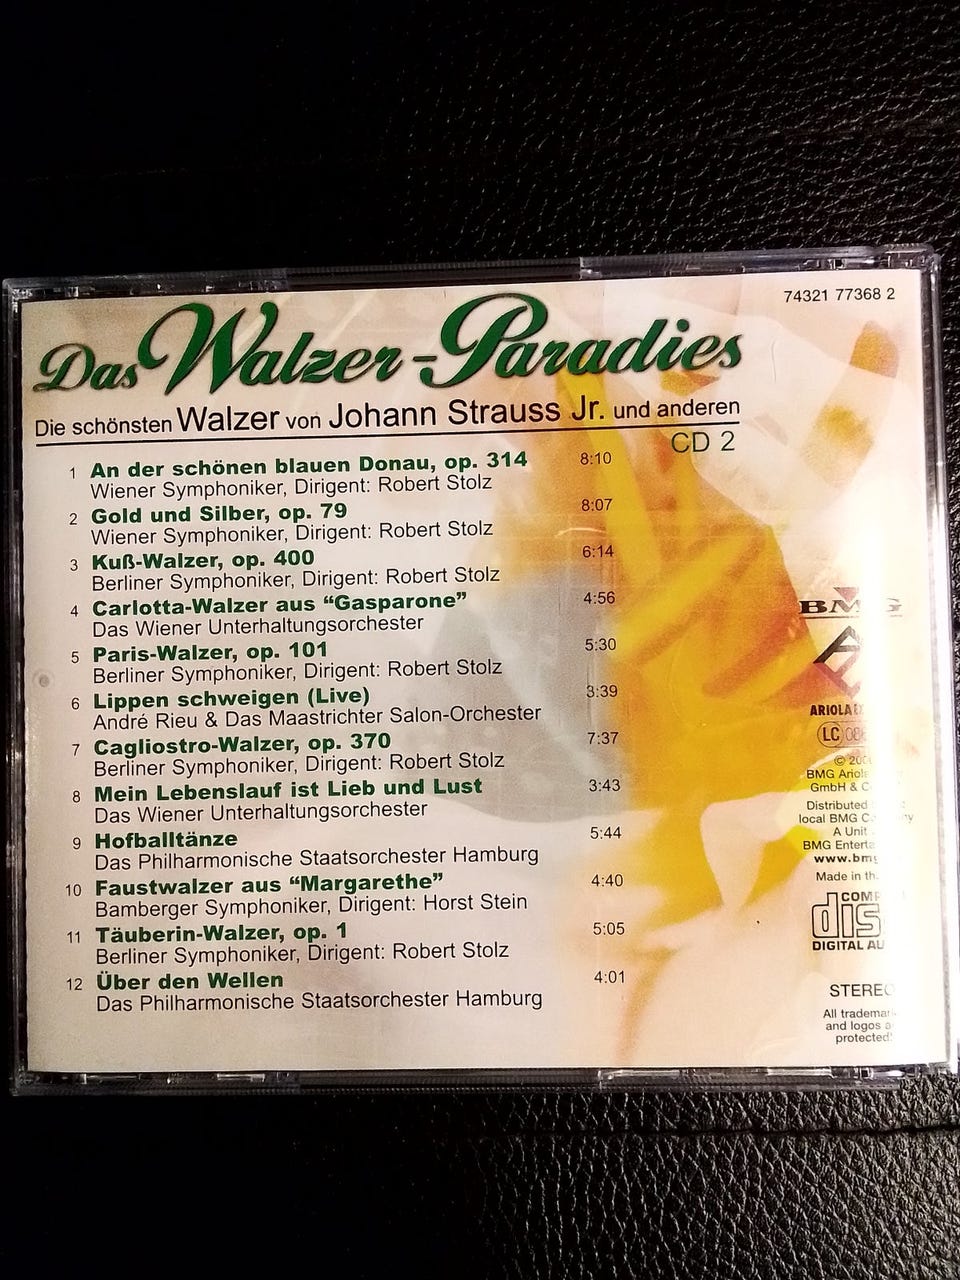 74321 77368 2
Das Walzer-Paradies
Die schönsten Walzer von Johann Strauss Jr. und anderen
CD 2
1 An der schönen blauen Donau, op. 314 8:10
Wiener Symphoniker, Dirigent: Robert Stolz
2 Gold und Silber, op. 79 8:07
Wiener Symphoniker, Dirigent: Robert Stolz
3 Kuß-Walzer, op. 400 6:14
Berliner Symphoniker, Dirigent: Robert Stolz
4 Carlotta-Walzer aus “Gasparone” 4:56
Das Wiener Unterhaltungsorchester
5 Paris-Walzer, op. 101 5:30
Berliner Symphoniker, Dirigent: Robert Stolz
6 Lippen schweigen (Live) 3:39
André Rieu & Das Maastrichter Salon-Orchester
7 Cagliostro-Walzer, op. 370 7:37
Berliner Symphoniker, Dirigent: Robert Stolz
8 Mein Lebenslauf ist Lieb und Lust 3:43
Das Wiener Unterhaltungsorchester
9 Hofballtänze 5:44
Das Philharmonische Staatsorchester Hamburg
10 Faustwalzer aus “Margarethe” 4:40
Bamberger Symphoniker, Dirigent: Horst Stein
11 Täuberin-Walzer, op. 1 5:05
Berliner Symphoniker, Dirigent: Robert Stolz
12 Über den Wellen 4:01
Das Philharmonische Staatsorchester Hamburg
BMG
ARIOLA
LC
©
BMG
GmbH &
Distributed
local BMG
A Unit
BMG
Made in
DIGITAL
STEREO
All
and logos
protected